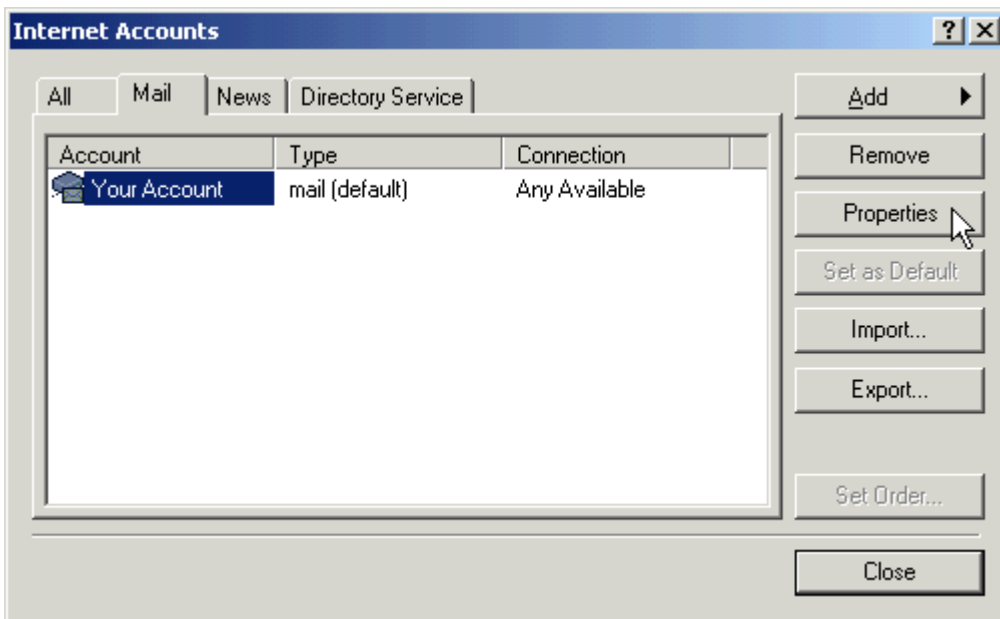 Internet Accounts
All Mail News Directory Service
Account Type Connection
Your Account mail (default) Any Available
Add
Remove
Properties
Set as Default
Import...
Export...
Set Order...
Close